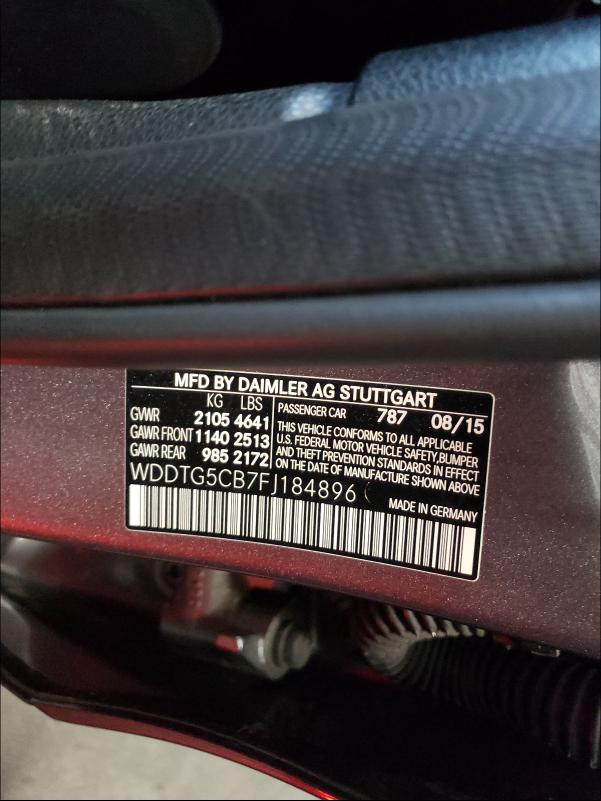 MFD BY DAIMLER AG STUTTGART
KG LBS
GVWR 2105 4641
GAWR FRONT 1140 2513
GAWR REAR 985 2172
PASSENGER CAR 787 08/15
THIS VEHICLE CONFORMS TO ALL APPLICABLE
U.S. FEDERAL MOTOR VEHICLE SAFETY, BUMPER
AND THEFT PREVENTION STANDARDS IN EFFECT
ON THE DATE OF MANUFACTURE SHOWN ABOVE
WDDTG5CB7FJ184896
MADE IN GERMANY